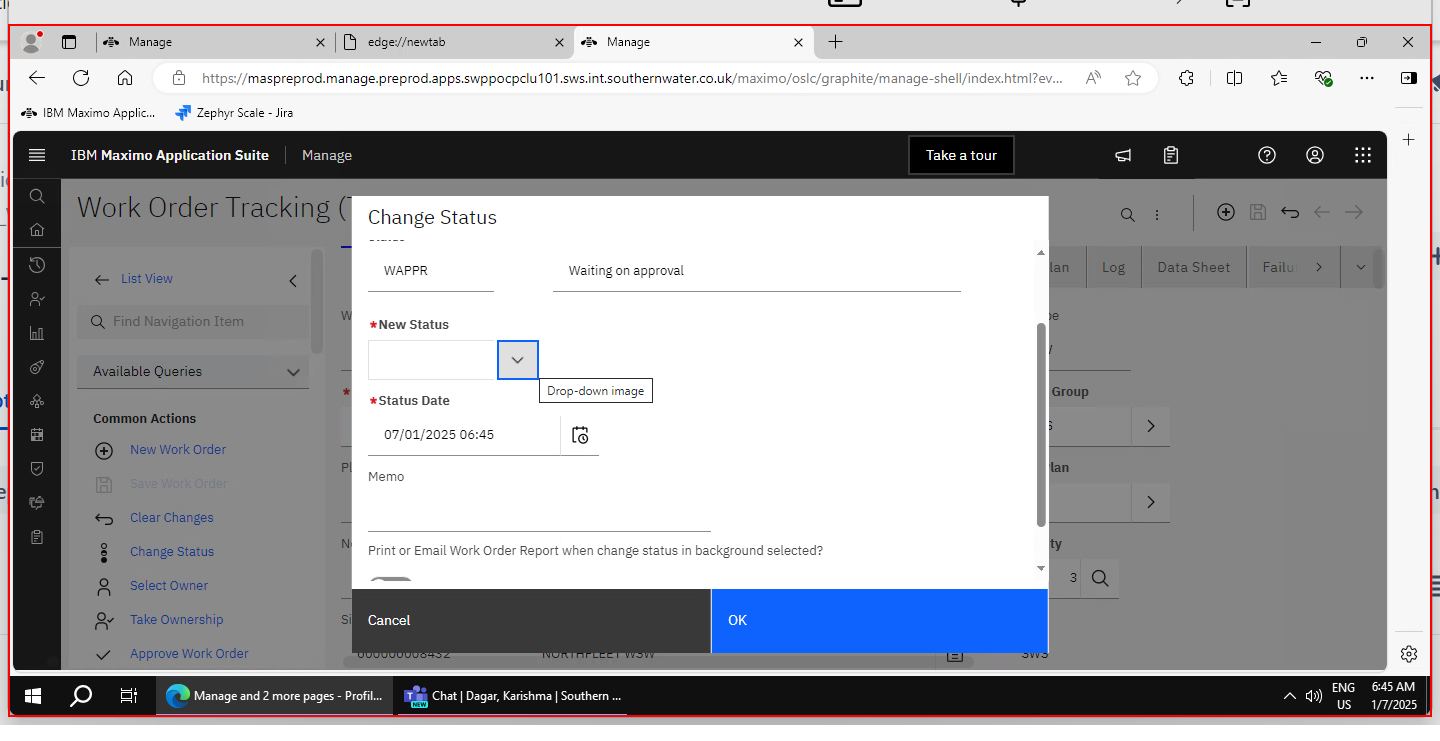 Manage
edge://newtab
Manage
https://maspreprod.manage.preprod.apps.swppocpclu101.sws.int.southernwater.co.uk/maximo/oslc/graphite/manage-shell/index.html?ev...
IBM Maximo Applic...
Zephyr Scale - Jira
IBM Maximo Application Suite
Manage
Take a tour
Work Order Tracking (
Change Status
WAPPR
Waiting on approval
*New Status
Drop-down image
*Status Date
07/01/2025 06:45
Memo
Print or Email Work Order Report when change status in background selected?
Cancel
OK
List View
Find Navigation Item
Available Queries
Common Actions
New Work Order
Save Work Order
Clear Changes
Change Status
Select Owner
Take Ownership
Approve Work Order
lan
Log
Data Sheet
Failu
Group
lan
ty
3
NORTHFLEET WSW
SWS
Manage and 2 more pages - Profil...
Chat | Dagar, Karishma | Southern ...
NEW
ENG
US
6:45 AM
1/7/2025